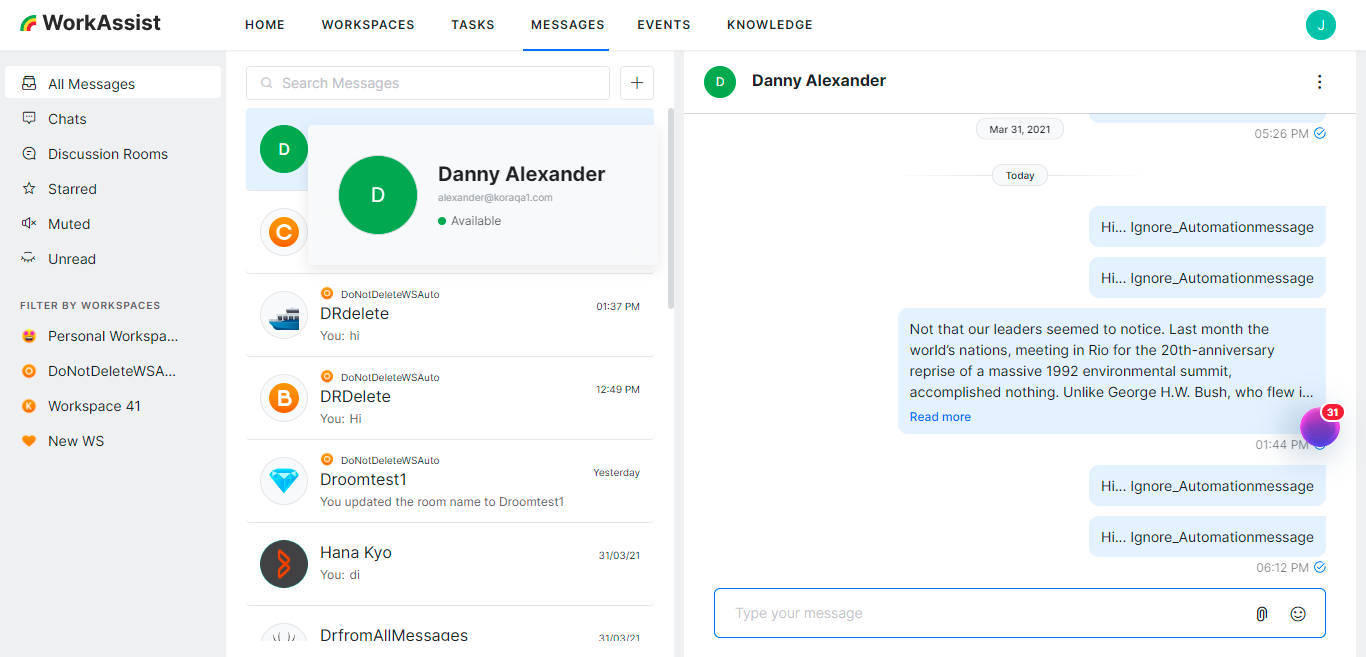 WorkAssist
HOME
WORKSPACES
TASKS
MESSAGES
EVENTS
KNOWLEDGE
J
All Messages
Chats
Discussion Rooms
Starred
Muted
Unread
FILTER BY WORKSPACES
Personal Workspa...
DoNotDeleteWSA...
K
Workspace 41
New WS
Search Messages
D
D
Danny Alexander
alexander@koraqa1.com
Available
C
DoNotDeleteWSAuto
DRdelete
01:37 PM
You: hi
B
DoNotDeleteWSAuto
DRDelete
12:49 PM
You: Hi
DoNotDeleteWSAuto
Droomtest1
Yesterday
You updated the room name to Droomtest1
Hana Kyo
31/03/21
You: di
DrfromAllMessages
31/03/21
D
Danny Alexander
Mar 31, 2021
05:26 PM
Today
Hi... Ignore_Automationmessage
Hi... Ignore_Automationmessage
Not that our leaders seemed to notice. Last month the
world’s nations, meeting in Rio for the 20th-anniversary
reprise of a massive 1992 environmental summit,
accomplished nothing. Unlike George H.W. Bush, who flew i...
Read more
31
01:44 PM
Hi... Ignore_Automationmessage
Hi... Ignore_Automationmessage
06:12 PM
Type your message